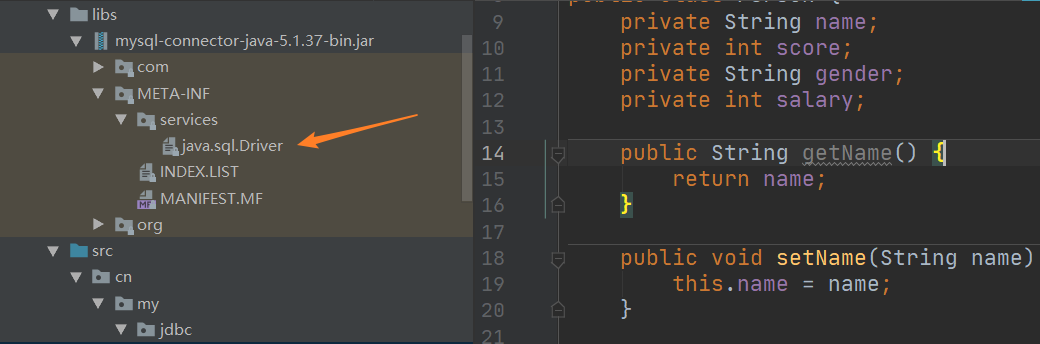 libs
mysql-connector-java-5.1.37-bin.jar
com
META-INF
services
java.sql.Driver
INDEX.LIST
MF MANIFEST.MF
org
src
cn
my
jdbc
9 private String name;
10 private int score;
11 private String gender;
12 private int salary;
13
14 public String getName() {
15 return name;
16 }
17
18 public void setName(String name)
19 this.name = name;
20 }
21